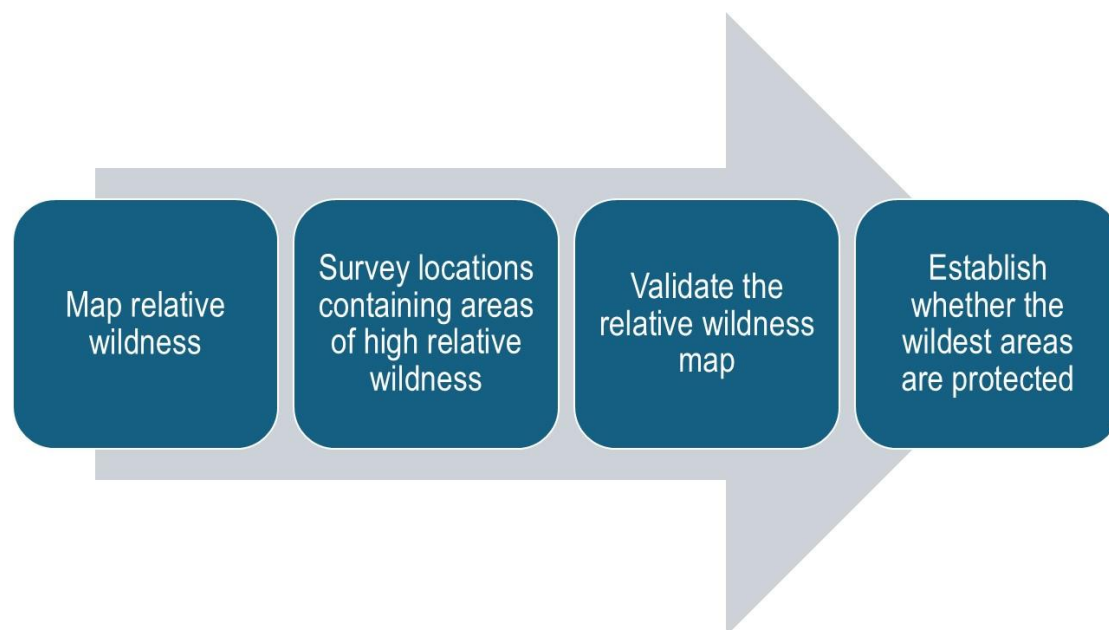 Map relative
wildness
Survey locations
containing areas
of high relative
wildness
Validate the
relative wildness
map
Establish
whether the
wildest areas
are protected